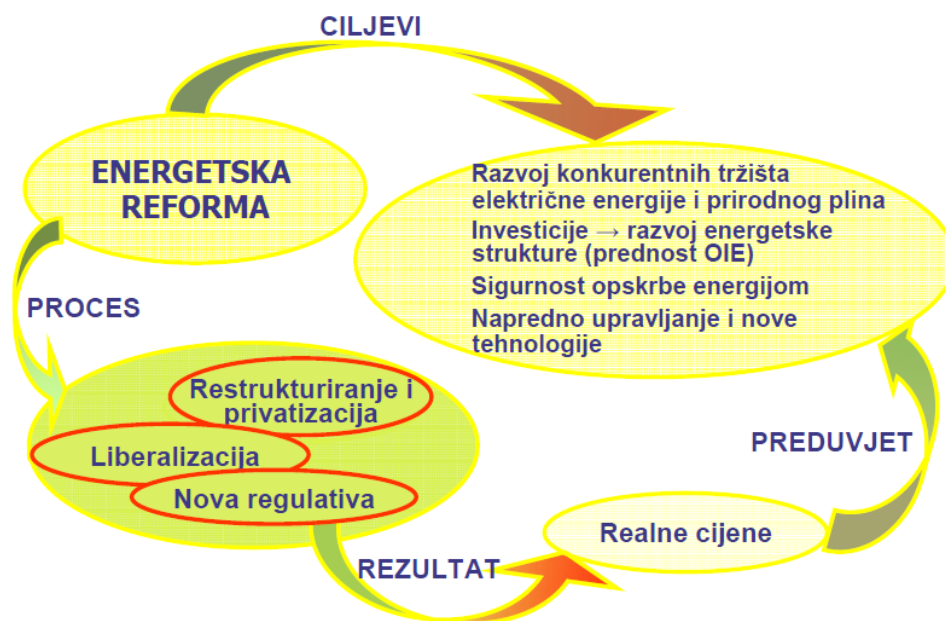 CILJEVI
ENERGETSKA
REFORMA
Razvoj konkurentnih tržišta
električne energije i prirodnog plina
Investicije → razvoj energetske
strukture (prednost OIE)
Sigurnost opskrbe energijom
Napredno upravljanje i nove
tehnologije
PROCES
Restrukturiranje i
privatizacija
Liberalizacija
Nova regulativa
PREDUVJET
Realne cijene
REZULTAT